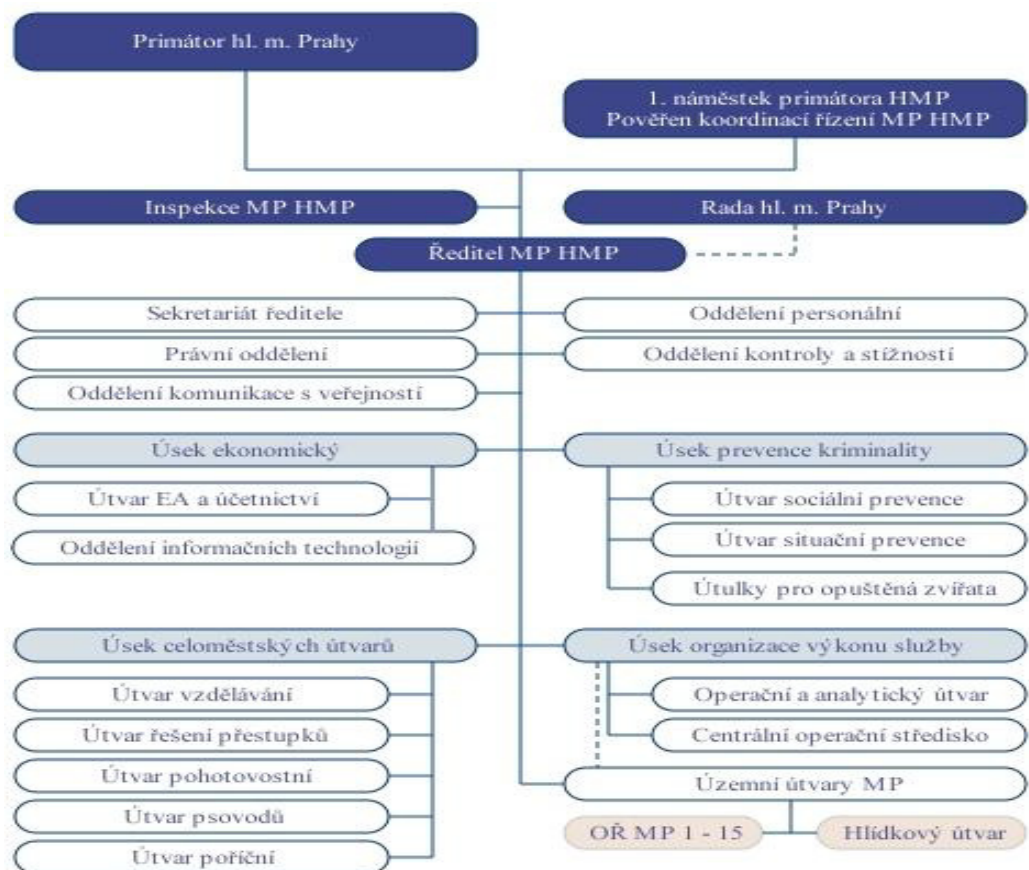 Primátor hl. m. Prahy
1. náměstek primátora HMP
Pověřen koordinací řízení MP HMP
Inspekce MP HMP
Rada hl. m. Prahy
Ředitel MP HMP
Sekretariát ředitele
Oddělení personální
Právní oddělení
Oddělení kontroly a stížností
Oddělení komunikace s veřejností
Úsek ekonomický
Útvar EA a účetnictví
Oddělení informačních technologií
Úsek prevence kriminality
Útvar sociální prevence
Útvar situační prevence
Útulky pro opuštěná zvířata
Úsek celoměstských útvarů
Útvar vzdělávání
Útvar řešení přestupků
Útvar pohotovostní
Útvar psovodů
Útvar poříční
Úsek organizace výkonu služby
Operační a analytický útvar
Centrální operační středisko
Územní útvary MP
OŘ MP 1 - 15
Hlídkový útvar